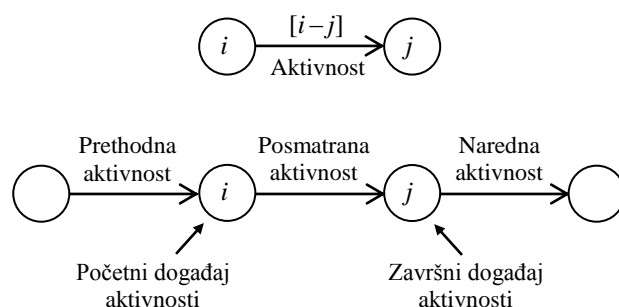 [i–j]
i j
Aktivnost
Prethodna aktivnost
Posmatrana aktivnost
Naredna aktivnost
i j
Početni događaj aktivnosti
Završni događaj aktivnosti